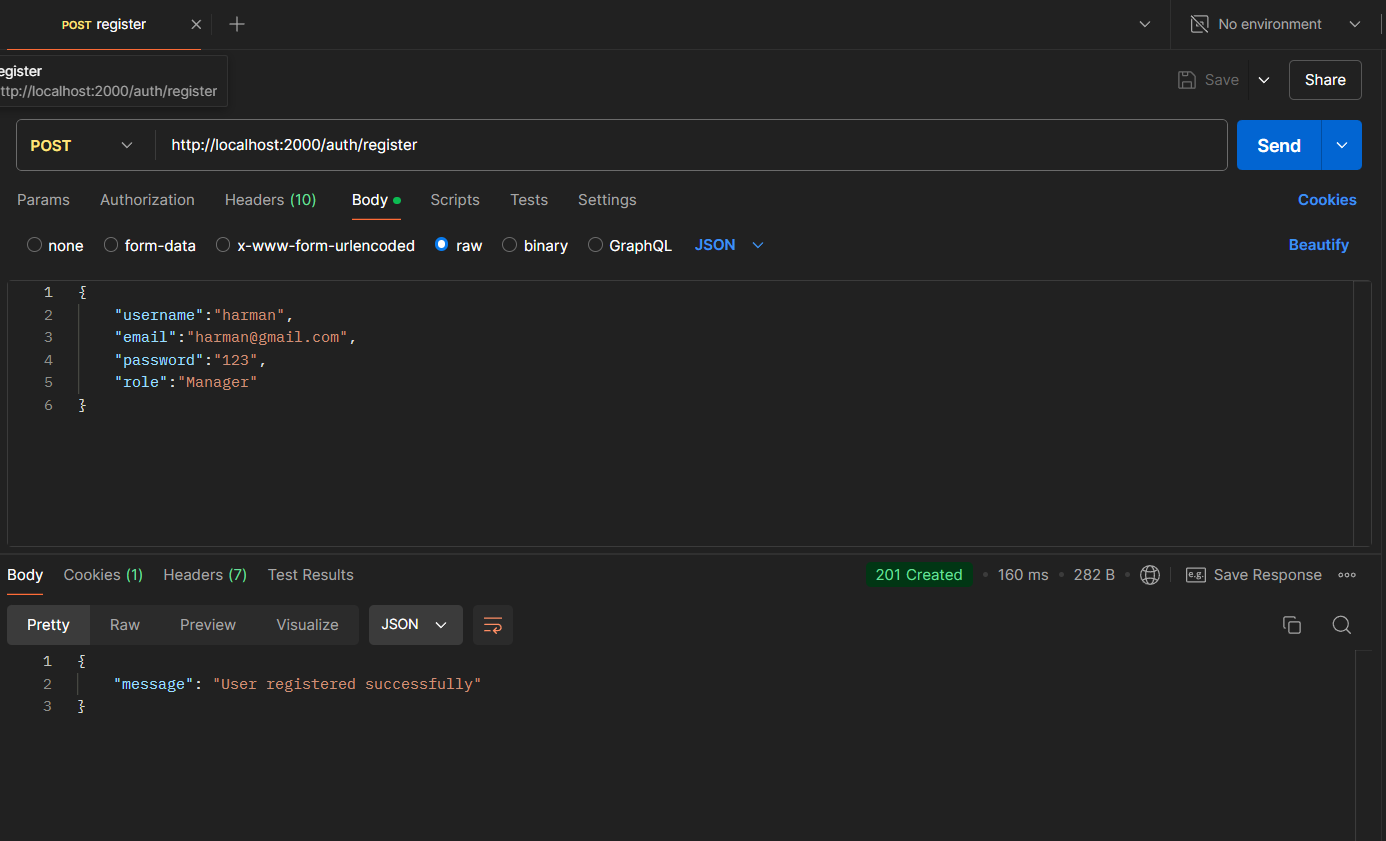 POST register
No environment
egister
ttp://localhost:2000/auth/register
Save
Share
POST
http://localhost:2000/auth/register
Send
Params Authorization Headers (10) Body Scripts Tests Settings Cookies
none form-data x-www-form-urlencoded raw binary GraphQL JSON Beautify
1 {
2 "username":"harman",
3 "email":"harman@gmail.com",
4 "password":"123",
5 "role":"Manager"
6 }
Body Cookies (1) Headers (7) Test Results 201 Created 160 ms 282 B e.g. Save Response
Pretty Raw Preview Visualize JSON
1 {
2 "message": "User registered successfully"
3 }